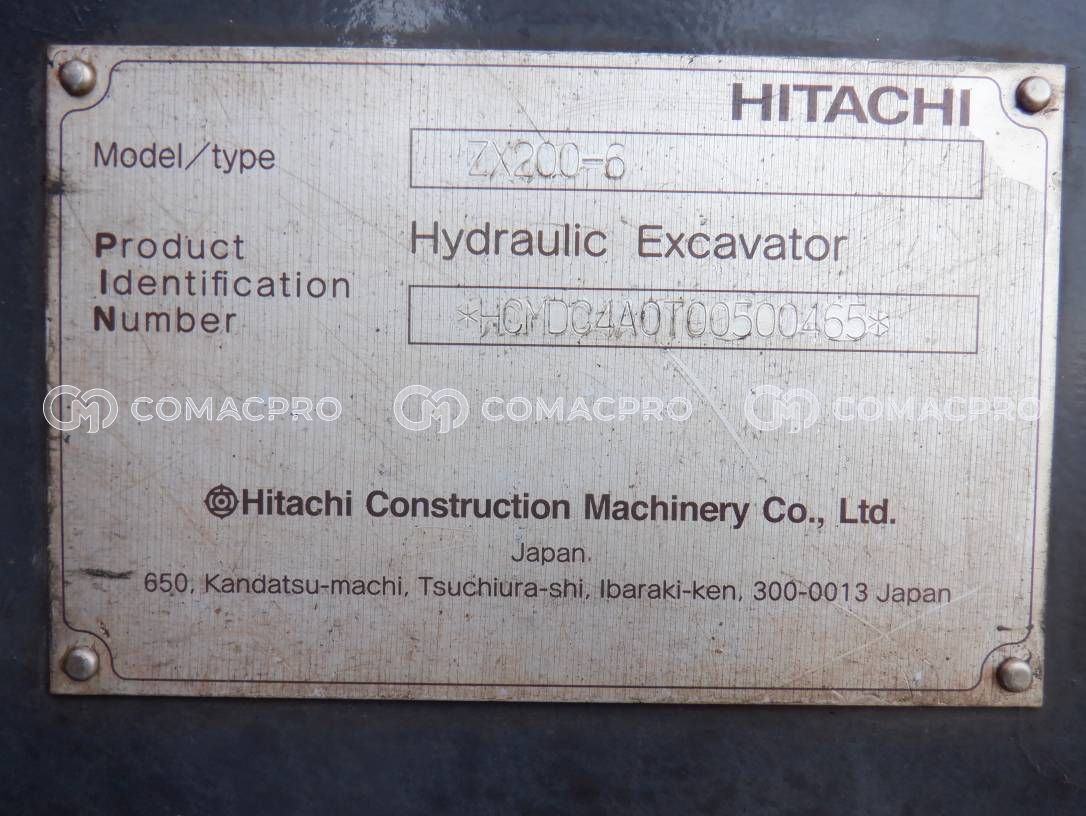 HITACHI
Model/type ZX200-6
Product Hydraulic Excavator
Identification
Number *HCMDC4A0T00500465*
COMACPRO COMACPRO COMACPRO
Hitachi Construction Machinery Co., Ltd.
Japan
650, Kandatsu-machi, Tsuchiura-shi, Ibaraki-ken, 300-0013 Japan